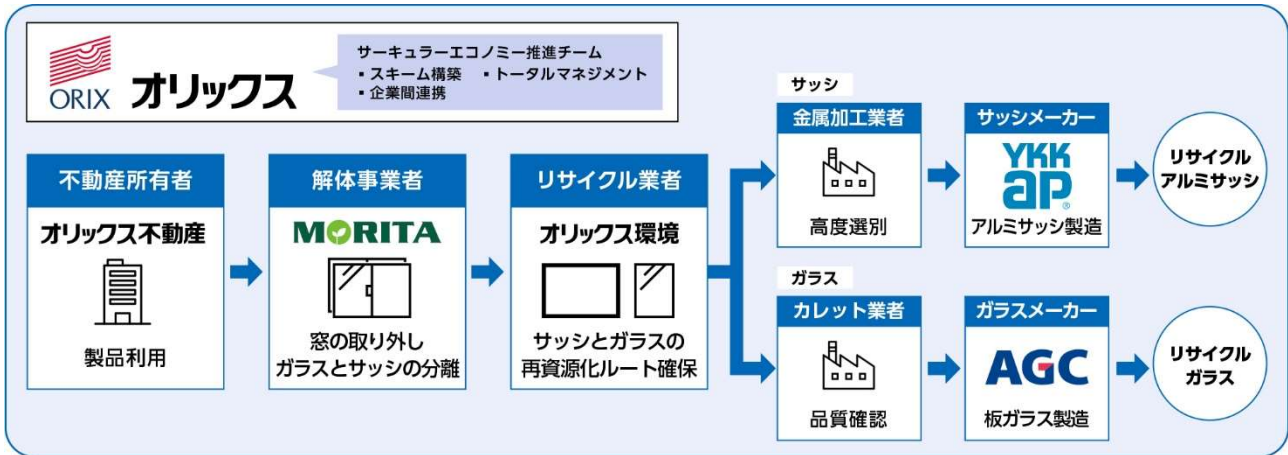 ORIX オリックス
サーキュラーエコノミー推進チーム
▪ スキーム構築 ▪ トータルマネジメント
▪ 企業間連携
不動産所有者
オリックス不動産
製品利用
解体事業者
MORITA
窓の取り外し
ガラスとサッシの分離
リサイクル業者
オリックス環境
サッシとガラスの
再資源化ルート確保
サッシ
金属加工業者
高度選別
サッシメーカー
YKK
ap®
アルミサッシ製造
リサイクル
アルミサッシ
ガラス
カレット業者
品質確認
ガラスメーカー
AGC
板ガラス製造
リサイクル
ガラス